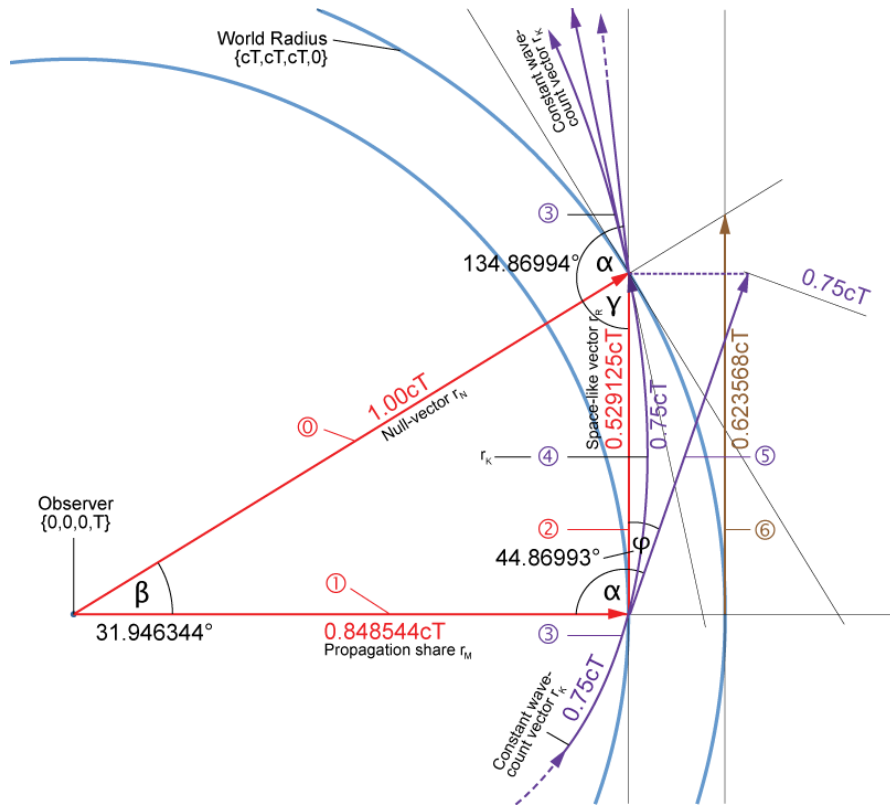 World Radius
{cT,cT,cT,0}
Constant wave-
count vector rK
③
134.86994°
α
γ
0.75cT
Space-like vector rR
0.529125cT
0.75cT
0.623568cT
1.00cT
Null-vector rN
⓪
rK
④
⑤
Observer
{0,0,0,T}
②
φ
⑥
44.86993°
β
①
α
31.946344°
0.848544cT
Propagation share rM
③
0.75cT
Constant wave-
count vector rK